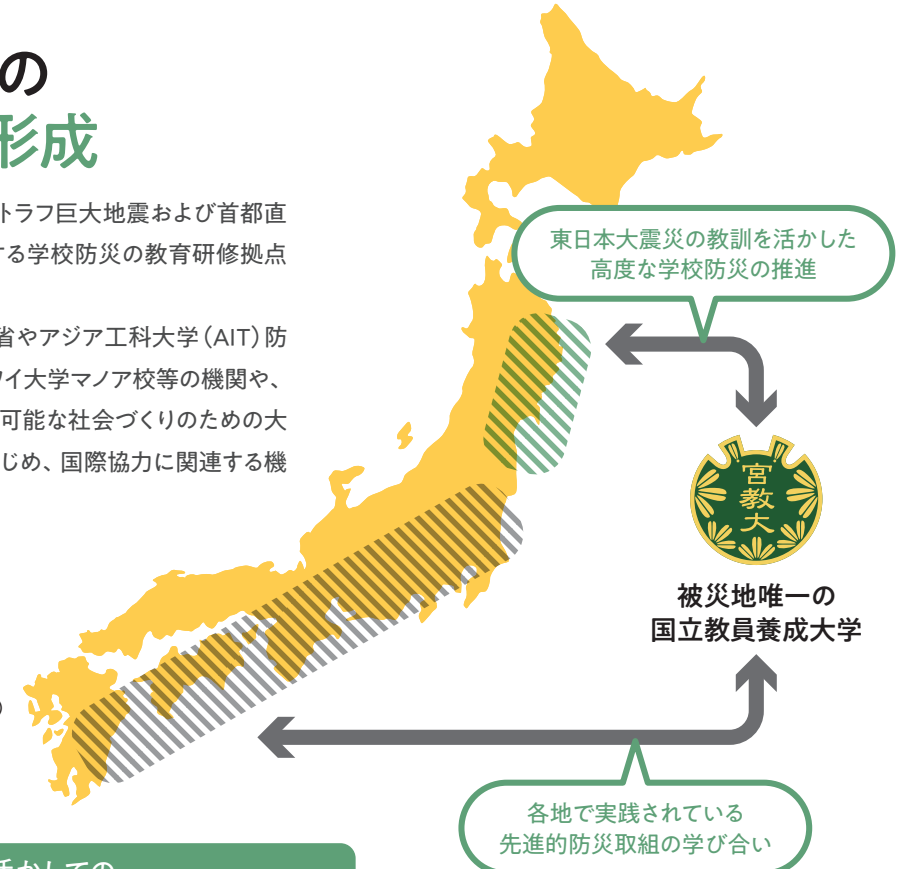 の
形成
トラフ巨大地震および首都直
する学校防災の教育研修拠点
省やアジア工科大学（AIT）防
ワイ大学マノア校等の機関や、
可能な社会づくりのための大
じめ、国際協力に関連する機
東日本大震災の教訓を活かした
高度な学校防災の推進
宮教大
被災地唯一の
国立教員養成大学
各地で実践されている
先進的防災取組の学び合い
活かしての